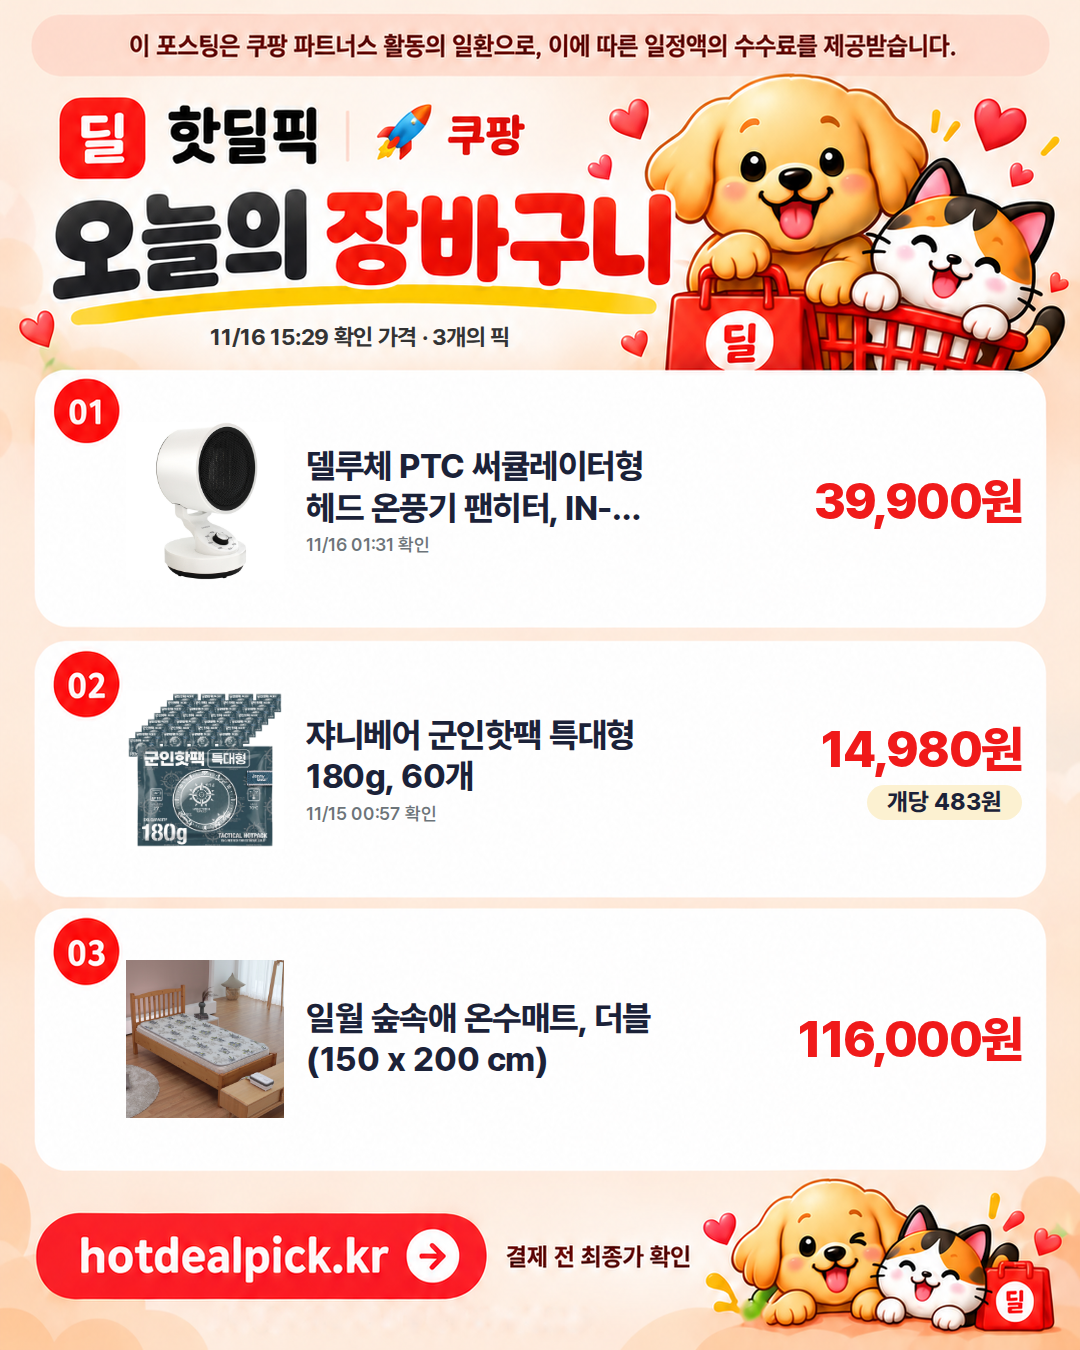 이 포스팅은 쿠팡 파트너스 활동의 일환으로, 이에 따른 일정액의 수수료를 제공받습니다.
딜 핫딜픽 쿠팡
오늘의 장바구니
11/16 15:29 확인 가격 · 3개의 픽
딜
01
델루체 PTC 써큘레이터형
헤드 온풍기 팬히터, IN-...
11/16 01:31 확인
39,900원
02
군인핫팩 특대형
180g
TACTICAL HOTPACK
쟈니베어 군인핫팩 특대형
180g, 60개
11/15 00:57 확인
14,980원
개당 483원
03
일월 숲속애 온수매트, 더블
(150 x 200 cm)
116,000원
hotdealpick.kr
결제 전 최종가 확인
딜